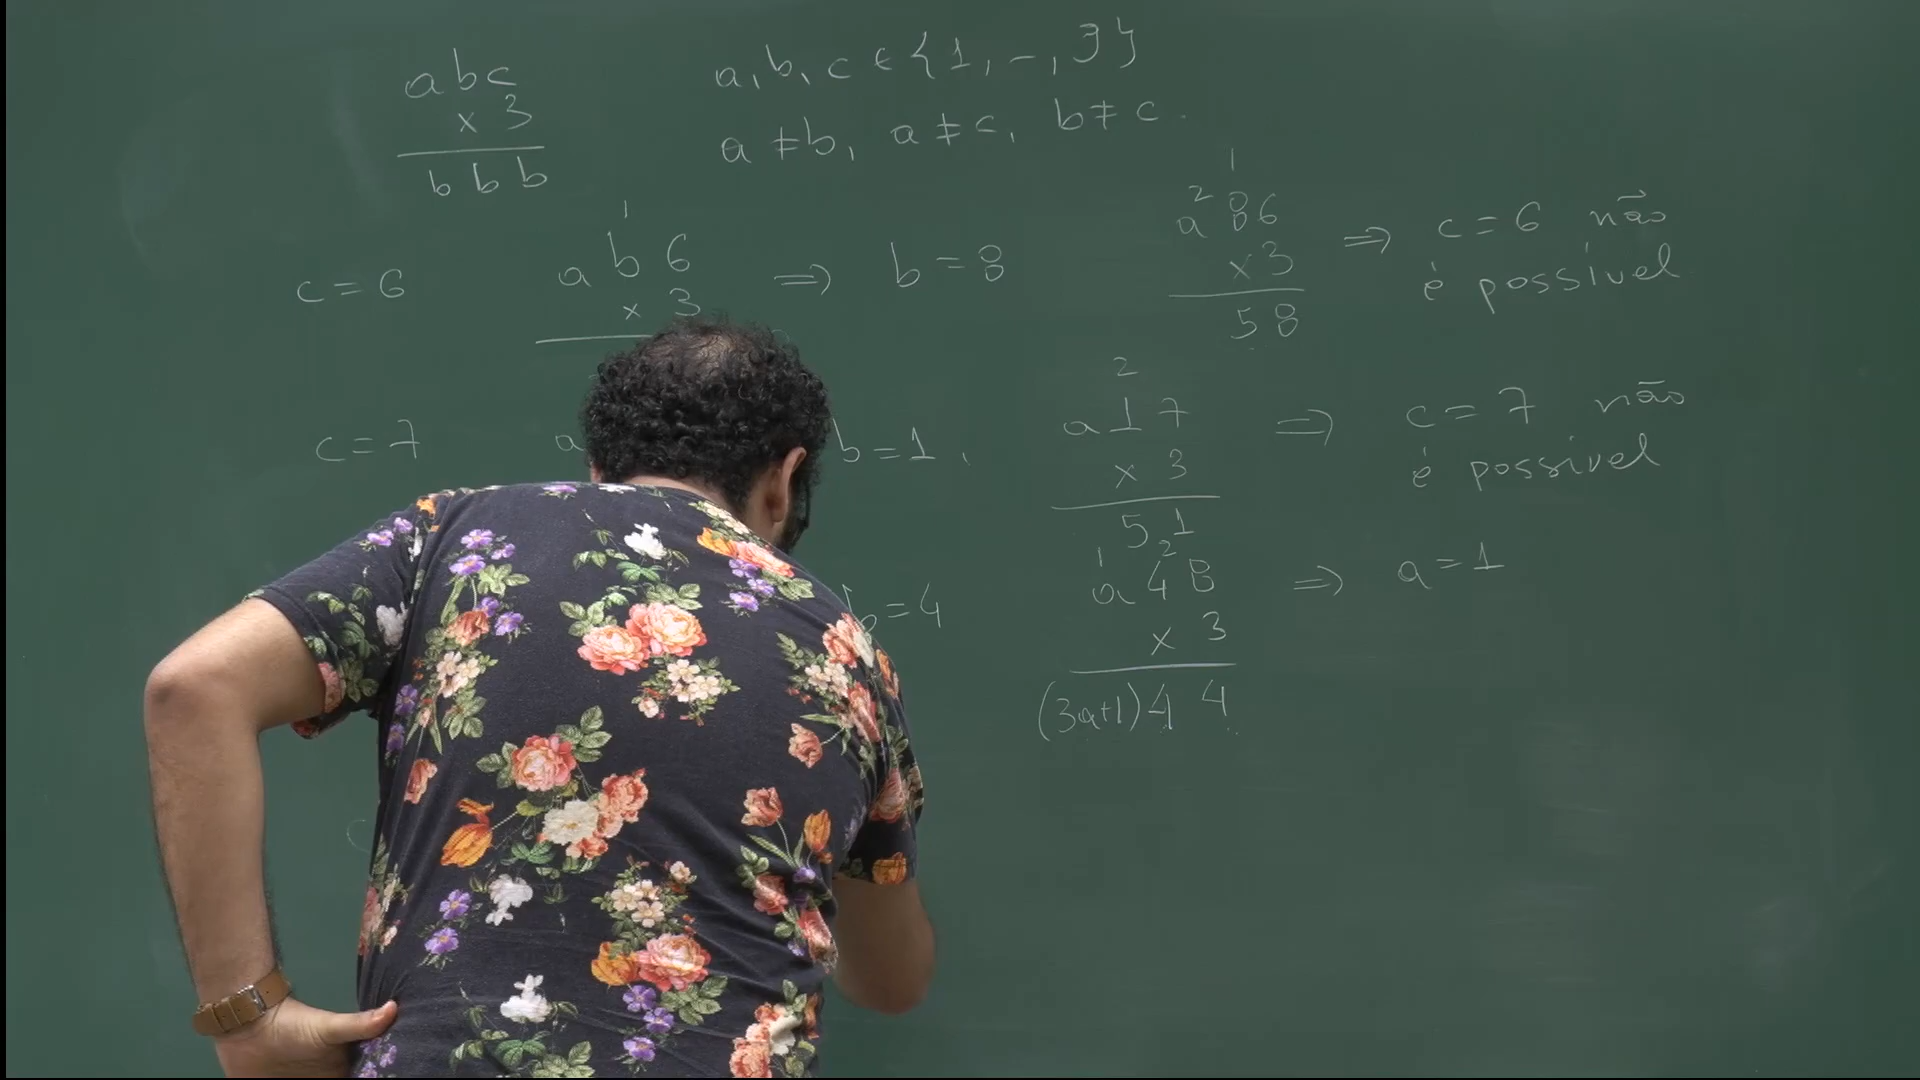 abc
x 3
bbb
a, b, c ∈ {1, -, 3}
a ≠ b, a ≠ c, b ≠ c.
c = 6
1
a b 6
x 3
⇒ b = 8
1
2
a 8 6
x 3
5 8
⇒ c = 6 não
é possível
c = 7
a
b = 1,
2
a 1 7
x 3
5 1
⇒ c = 7 não
é possível
b = 4
1 2
a 4 8
x 3
(3a+1) 4 4
⇒ a = 1